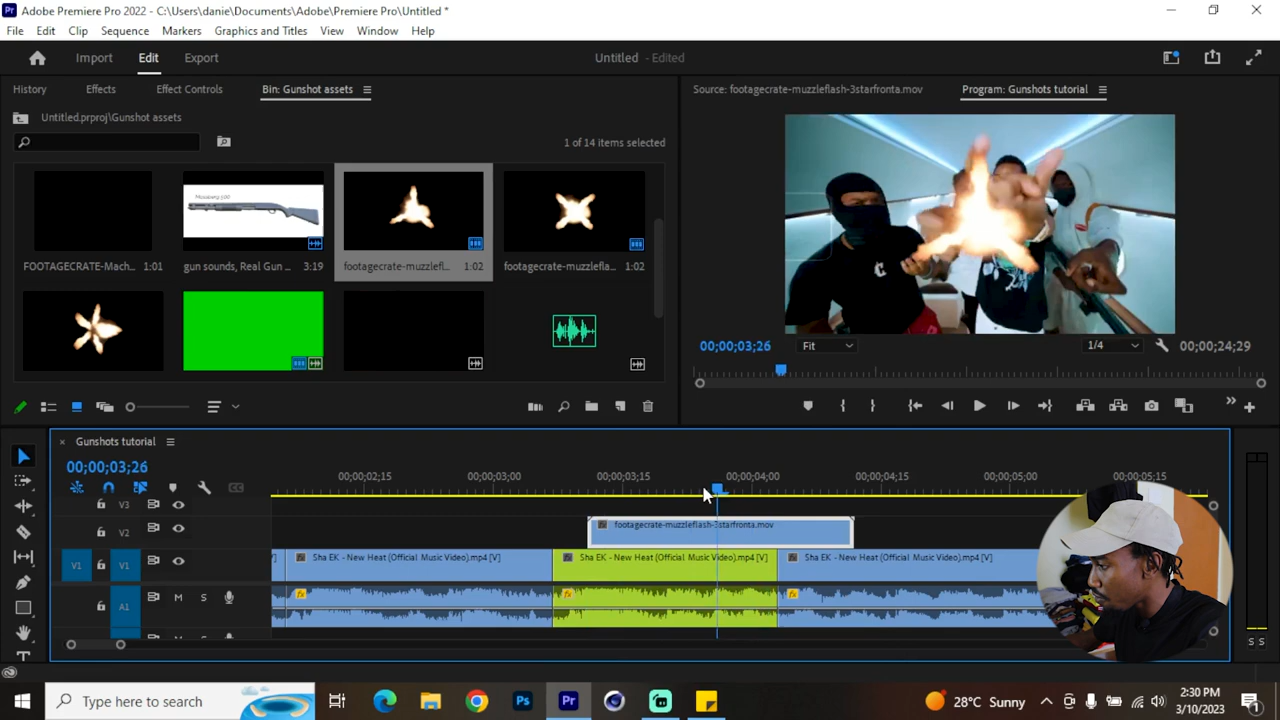 Adobe Premiere Pro 2022 - C:\Users\danie\Documents\Adobe\Premiere Pro\Untitled *
File Edit Clip Sequence Markers Graphics and Titles View Window Help
Import Edit Export Untitled - Edited
History Effects Effect Controls Bin: Gunshot assets
Source: footagecrate-muzzleflash-3starfronta.mov Program: Gunshots tutorial
Untitled.prproj\Gunshot assets
1 of 14 items selected
Mossberg 500
FOOTAGECRATE-Mach... 1:01 gun sounds, Real Gun ... 3:19 footagecrate-muzzlefl... 1:02 footagecrate-muzzlefla... 1:02
00;00;03;26 Fit 1/4 00;00;24;29
Gunshots tutorial
00;00;03;26
00;00;02;15 00;00;03;00 00;00;03;15 00;00;04;00 00;00;04;15 00;00;05;00 00;00;05;15
V3
V2 footagecrate-muzzleflash-3starfronta.mov
V1 V1 Sha EK - New Heat (Official Music Video).mp4 [V] Sha EK - New Heat (Official Music Video).mp4 [V] Sha EK - New Heat (Official Music Video).mp4 [V]
A1 M S fx fx fx
S S
Type here to search
28°C Sunny
2:30 PM
3/10/2023